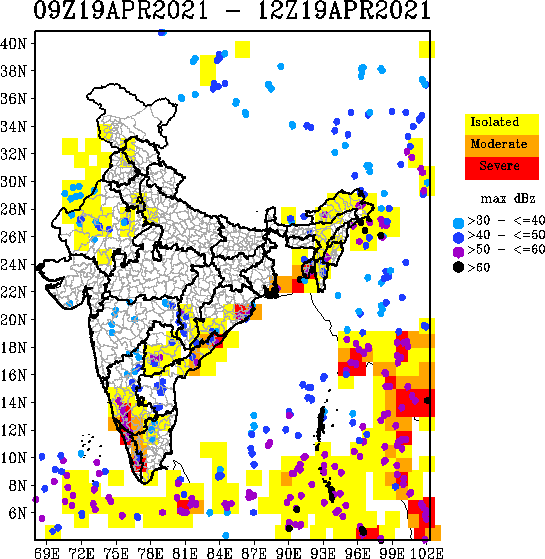 09Z19APR2021 - 12Z19APR2021
40N
38N
36N
34N
32N
30N
28N
26N
24N
22N
20N
18N
16N
14N
12N
10N
8N
6N
69E 72E 75E 78E 81E 84E 87E 90E 93E 96E 99E 102E
Isolated
Moderate
Severe
max dBz
>30 - <=40
>40 - <=50
>50 - <=60
>60